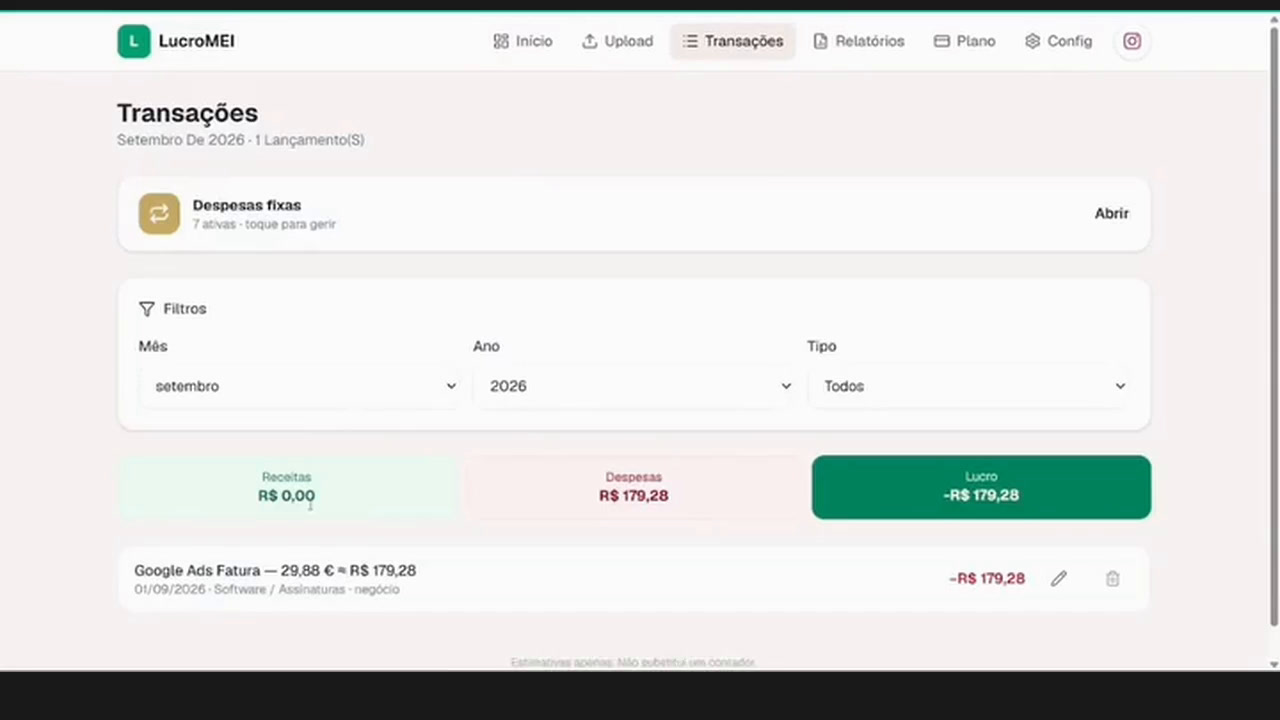 L LucroMEI Início Upload Transações Relatórios Plano Config
Transações
Setembro De 2026 · 1 Lançamento(S)
Despesas fixas
7 ativas · toque para gerir
Abrir
Filtros
Mês Ano Tipo
setembro 2026 Todos
Receitas Despesas Lucro
R$ 0,00 R$ 179,28 -R$ 179,28
Google Ads Fatura — 29,88 € ≈ R$ 179,28
01/09/2026 · Software / Assinaturas · negócio
-R$ 179,28
Estimativas apenas. Não substitui um contador.